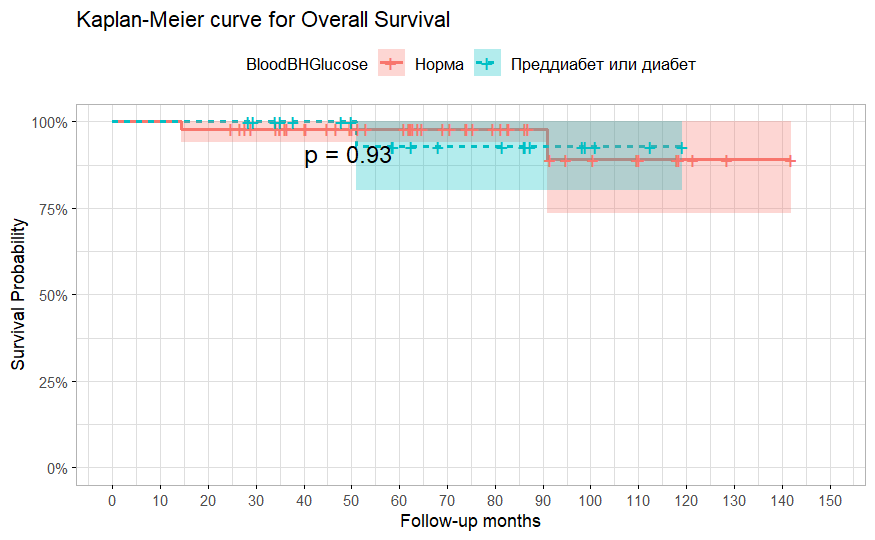 Kaplan-Meier curve for Overall Survival
BloodBHGlucose Норма Преддиабет или диабет
100%
p = 0.93
75%
50%
25%
0%
Survival Probability
0 10 20 30 40 50 60 70 80 90 100 110 120 130 140 150
Follow-up months